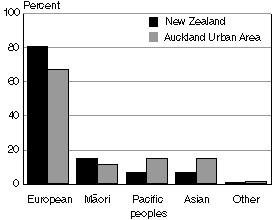 Percent
100
New Zealand
Auckland Urban Area
80
60
40
20
0
European Māori Pacific peoples Asian Other